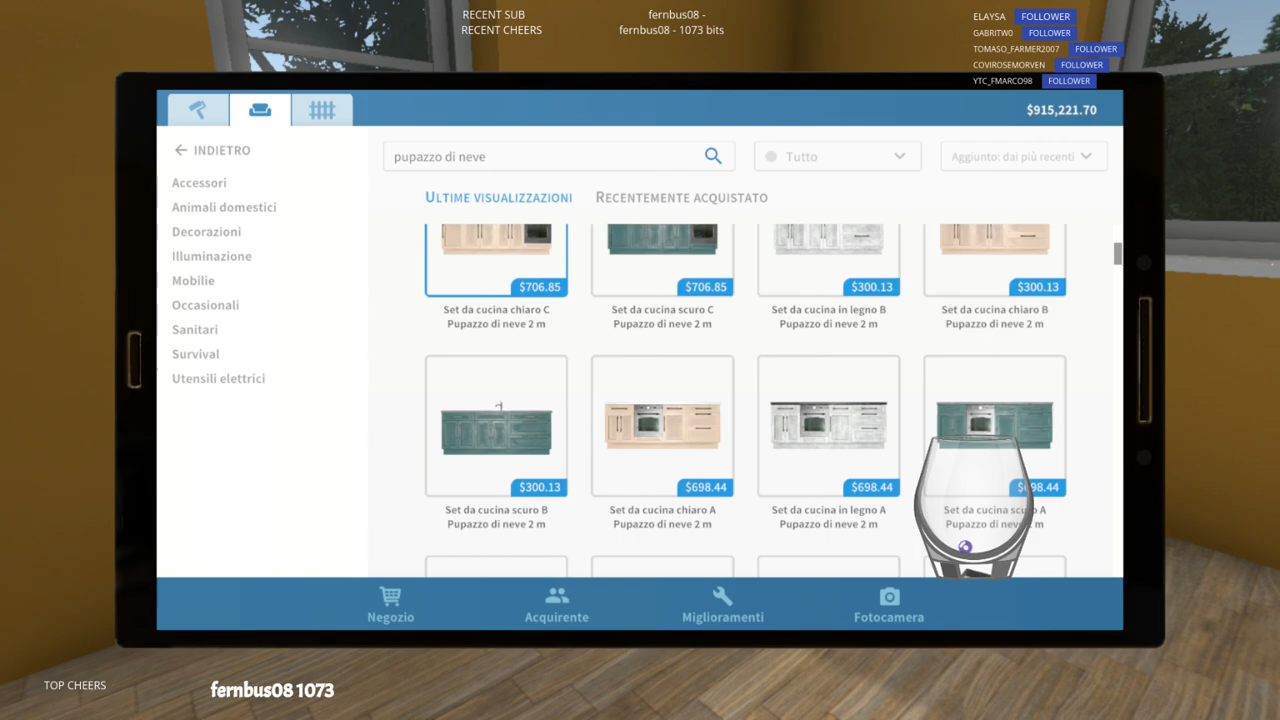 RECENT SUB
RECENT CHEERS
fernbus08 -
fernbus08 - 1073 bits
ELAYSA FOLLOWER
GABRITW0 FOLLOWER
TOMASO_FARMER2007 FOLLOWER
COVIROSEMORVEN FOLLOWER
YTC_FMARCO98 FOLLOWER
$915,221.70
INDIETRO
Accessori
Animali domestici
Decorazioni
Illuminazione
Mobilie
Occasionali
Sanitari
Survival
Utensili elettrici
pupazzo di neve
Tutto
Aggiunto: dai più recenti
ULTIME VISUALIZZAZIONI
RECENTEMENTE ACQUISTATO
$706.85
$706.85
$300.13
$300.13
Set da cucina chiaro C
Pupazzo di neve 2 m
Set da cucina scuro C
Pupazzo di neve 2 m
Set da cucina in legno B
Pupazzo di neve 2 m
Set da cucina chiaro B
Pupazzo di neve 2 m
$300.13
$698.44
$698.44
$698.44
Set da cucina scuro B
Pupazzo di neve 2 m
Set da cucina chiaro A
Pupazzo di neve 2 m
Set da cucina in legno A
Pupazzo di neve 2 m
Set da cucina scuro A
Pupazzo di neve 2 m
Negozio
Acquirente
Miglioramenti
Fotocamera
TOP CHEERS
fernbus08 1073